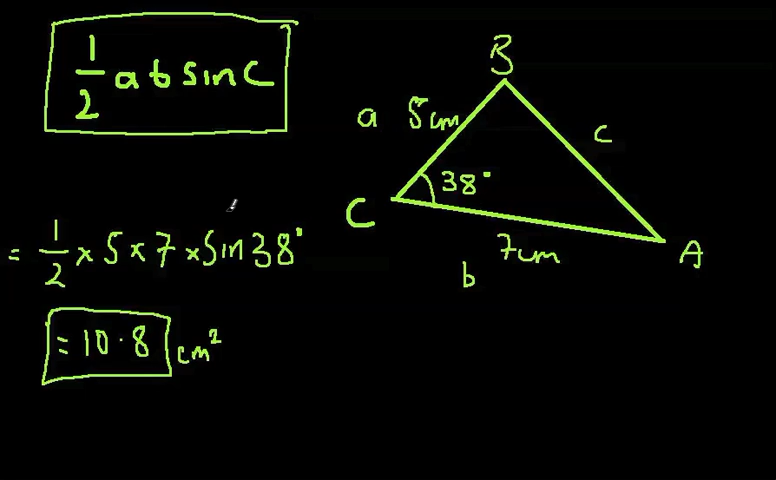 1/2 ab sin C
= 1/2 × 5 × 7 × Sin 38°
= 10.8 cm²
B
a 5cm
c
38°
C
7cm
b
A